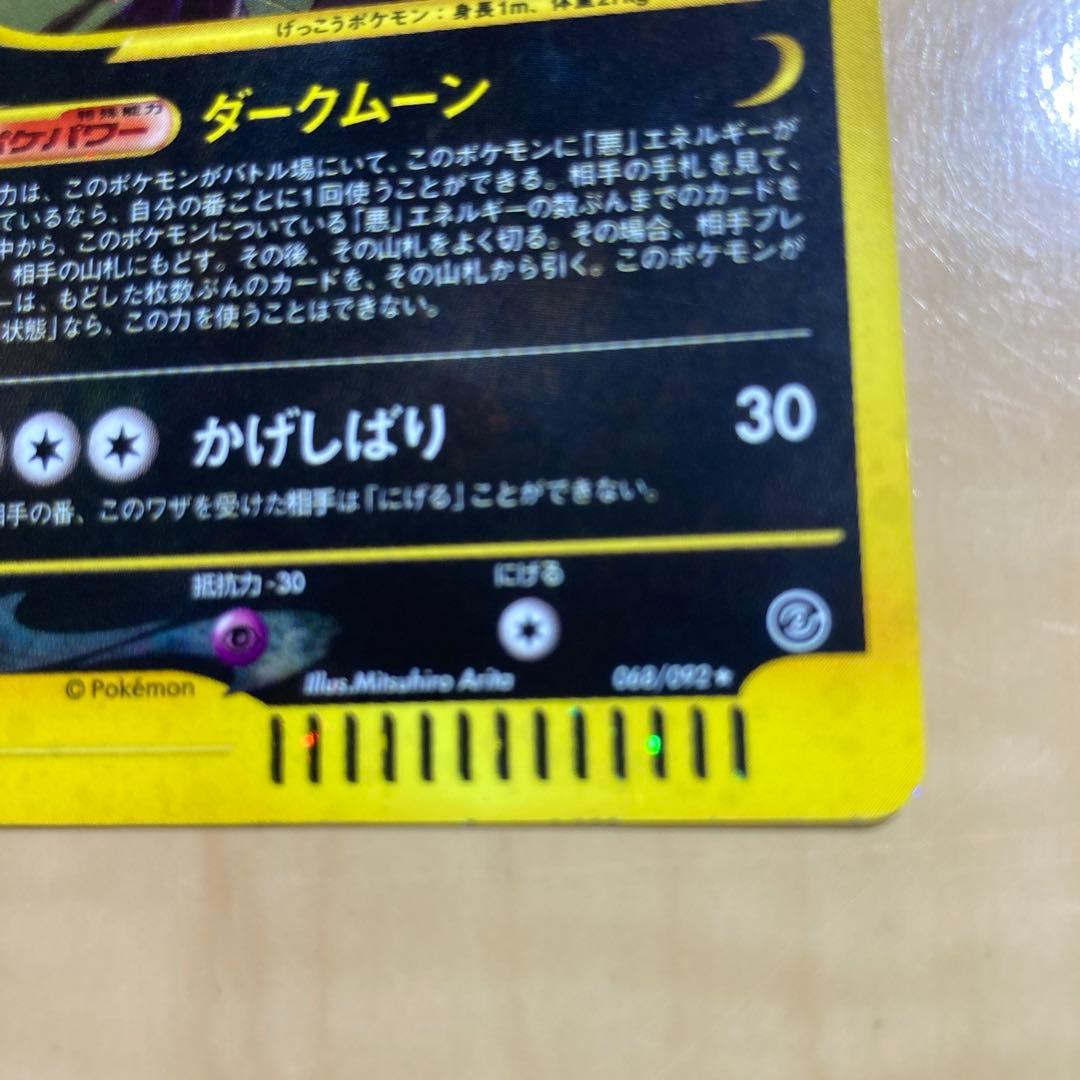 げっこうポケモン：身長1m、体重27kg
特殊能力
ポケパワー ダークムーン
力は、このポケモンがバトル場にいて、このポケモンに「悪」エネルギーが
ているなら、自分の番ごとに1回使うことができる。相手の手札を見て、
中から、このポケモンについている「悪」エネルギーの数ぶんまでのカードを
相手の山札にもどす。その後、その山札をよく切る。その場合、相手プレ
ーは、もどした枚数ぶんのカードを、その山札から引く。このポケモンが
状態」なら、この力を使うことはできない。
かげしばり 30
相手の番、このワザを受けた相手は「にげる」ことができない。
抵抗力 -30 にげる
© Pokémon Illus.Mitsuhiro Arita 068/092★